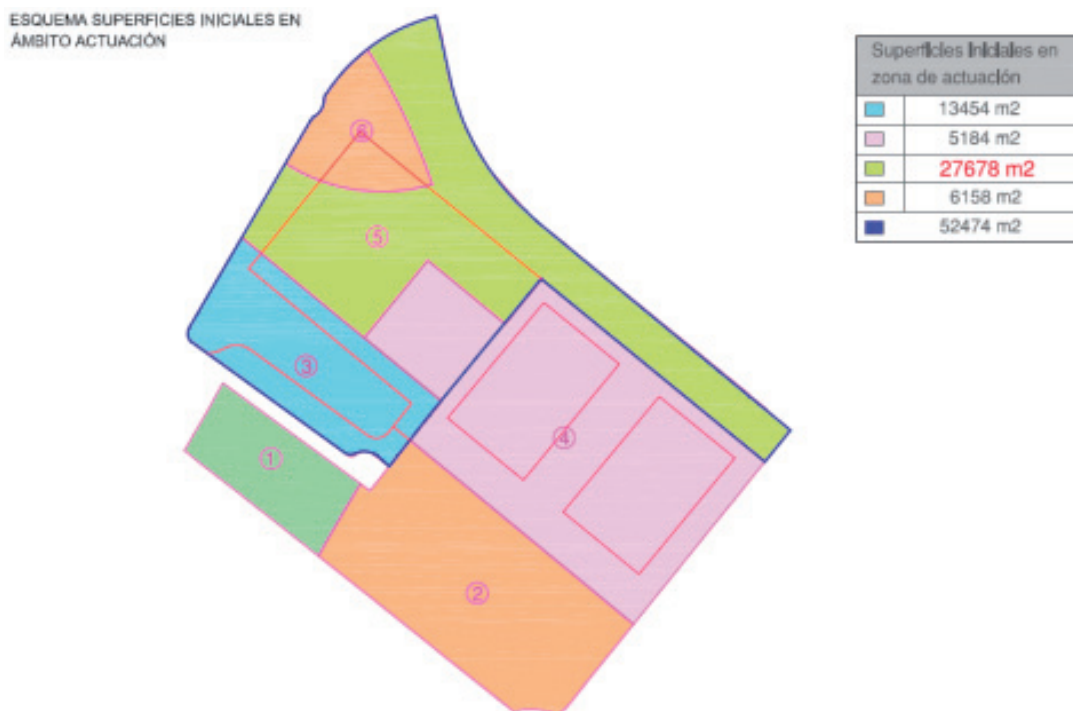 ESQUEMA SUPERFICIES INICIALES EN
ÁMBITO ACTUACIÓN
Superficies Iniciales en
zona de actuación
13454 m2
5184 m2
27678 m2
6158 m2
52474 m2
6
5
3
4
1
2